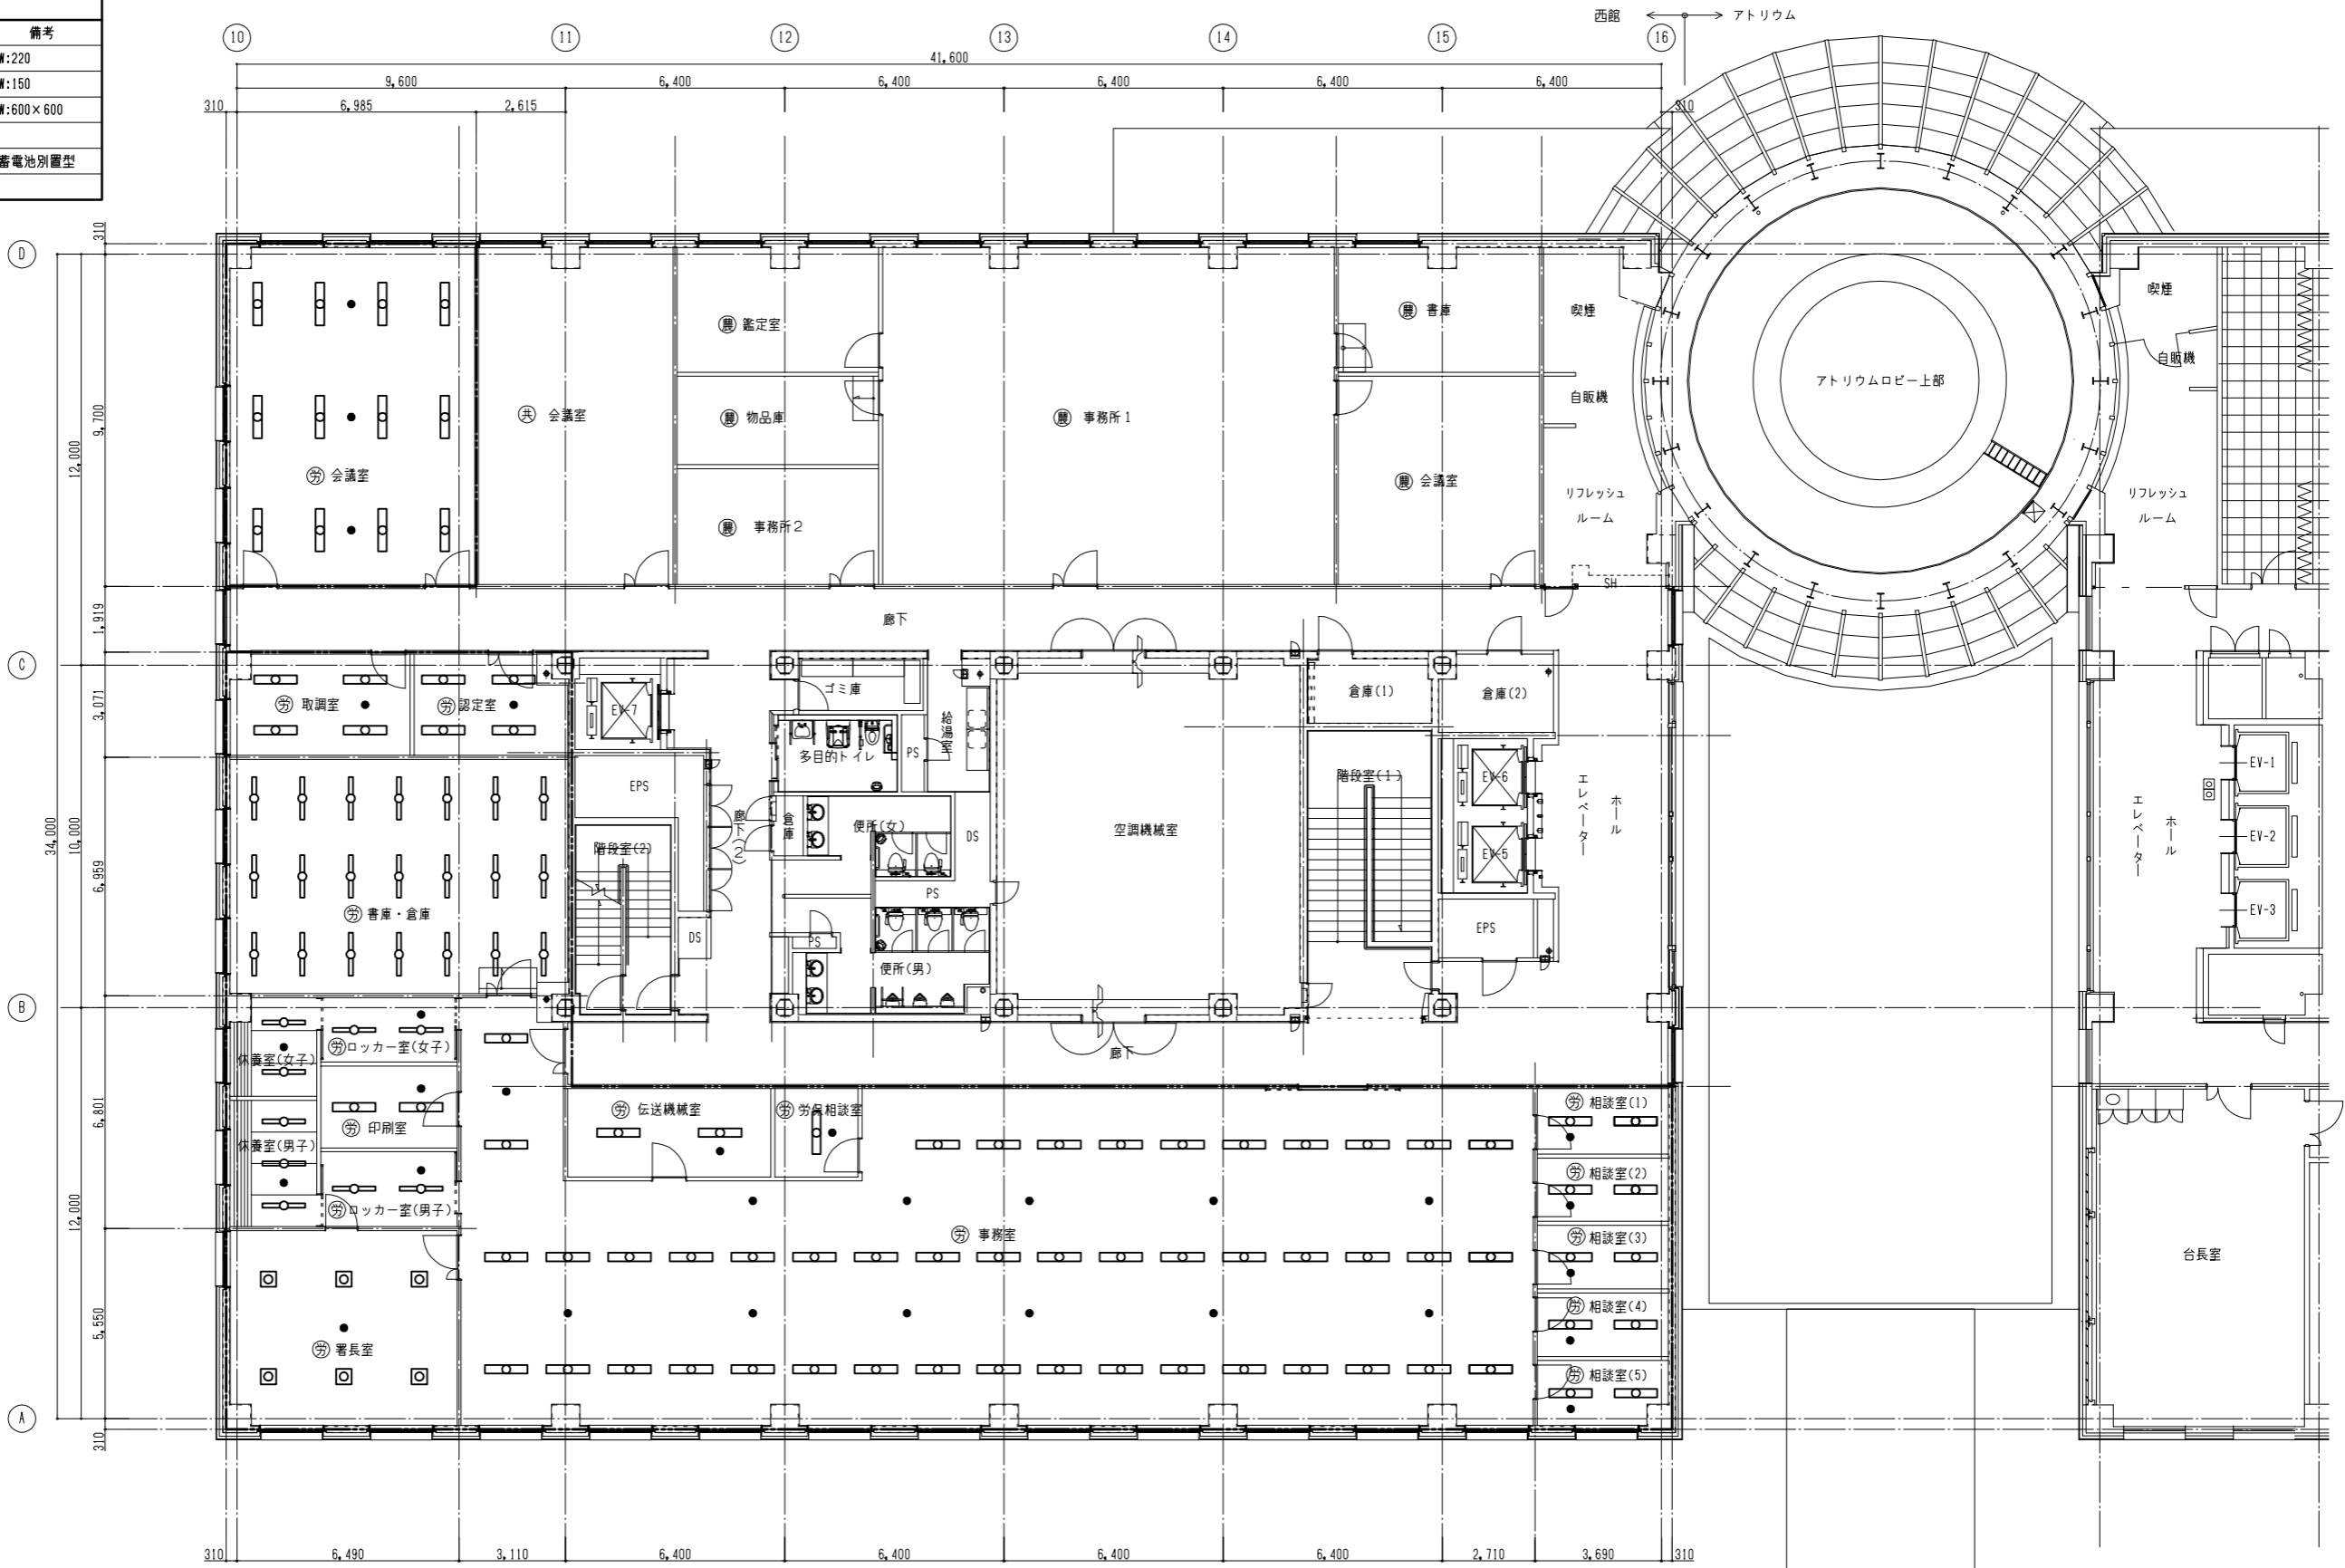 備考
W:220
W:150
W:600×600
蓄電池別置型
西館 アトリウム
10 11 12 13 14 15 16
41,600
9,600 6,400 6,400 6,400 6,400 6,400
310 6,985 2,615 310
310
D
9,700
12,000
1,919
C
3,071
34,000
10,000
6,959
B
6,801
12,000
5,550
A
310
農 鑑定室
農 書庫
喫煙
喫煙
自販機
自販機
アトリウムロビー上部
共 会議室
農 物品庫
農 事務所1
労 会議室
農 会議室
リフレッシュ
ルーム
リフレッシュ
ルーム
農 事務所2
SH
廊下
労 取調室
労 認定室
EV-7
ゴミ庫
給湯室
倉庫(1)
倉庫(2)
多目的トイレ
PS
EPS
階段室(1)
EV-6
エレベーター
ホール
EV-1
廊下(2)
倉庫
便所(女)
DS
空調機械室
エレベーター
ホール
EV-2
階段室(2)
EV-5
PS
労 書庫・倉庫
EV-3
DS
PS
EPS
便所(男)
休養室(女子)
労 ロッカー室(女子)
廊下
労 伝送機械室
労 労保相談室
労 相談室(1)
労 印刷室
休養室(男子)
労 相談室(2)
労 ロッカー室(男子)
労 事務室
労 相談室(3)
台長室
労 相談室(4)
労 署長室
労 相談室(5)
310 6,490 3,110 6,400 6,400 6,400 6,400 2,710 3,690 310